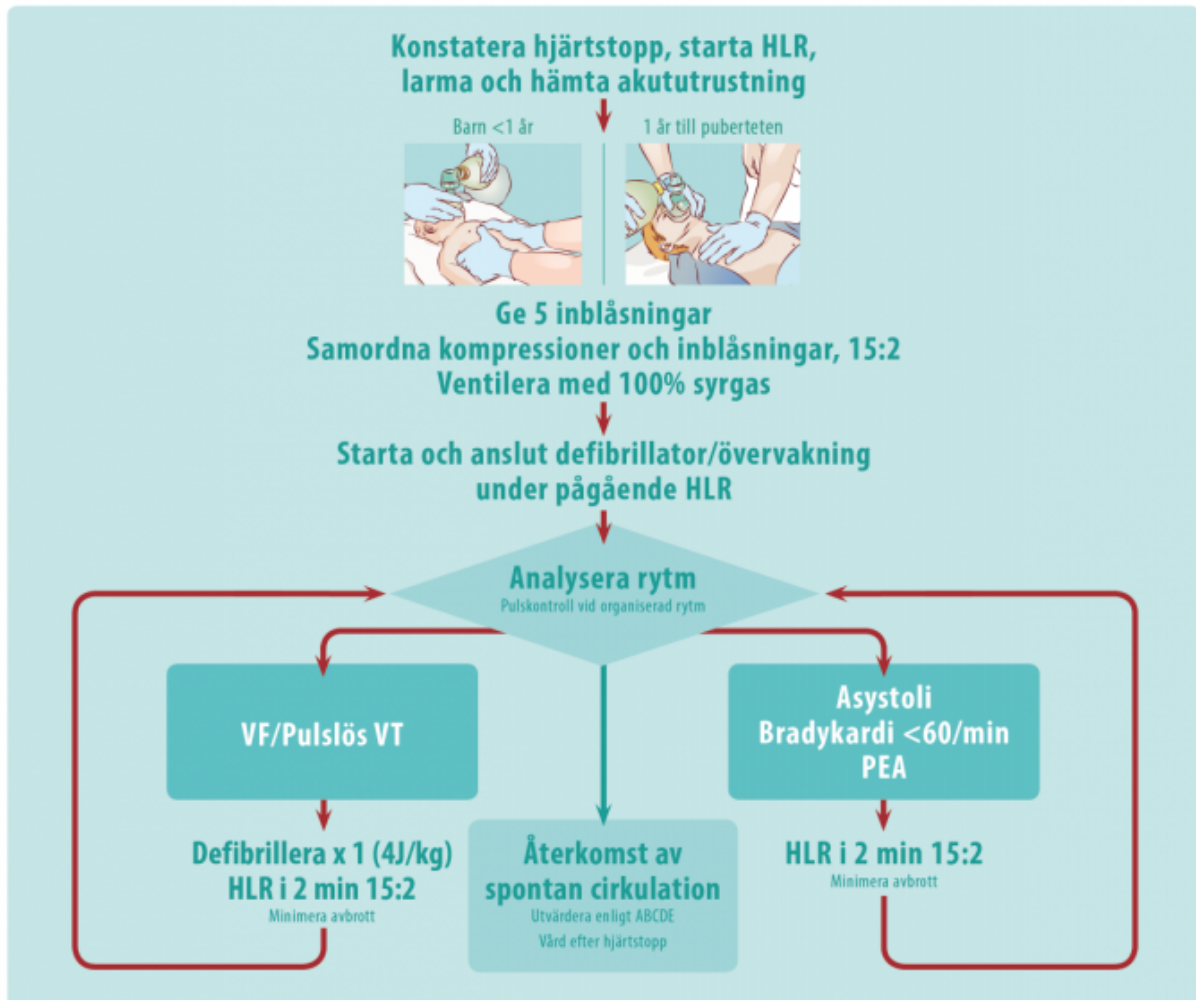 Konstatera hjärtstopp, starta HLR,
larma och hämta akututrustning
Barn <1 år
1 år till puberteten
Ge 5 inblåsningar
Samordna kompressioner och inblåsningar, 15:2
Ventilera med 100% syrgas
Starta och anslut defibrillator/övervakning
under pågående HLR
Analysera rytm
Pulskontroll vid organiserad rytm
VF/Pulslös VT
Defibrillera x 1 (4J/kg)
HLR i 2 min 15:2
Minimera avbrott
Återkomst av
spontan cirkulation
Utvärdera enligt ABCDE
Vård efter hjärtstopp
Asystoli
Bradykardi <60/min
PEA
HLR i 2 min 15:2
Minimera avbrott